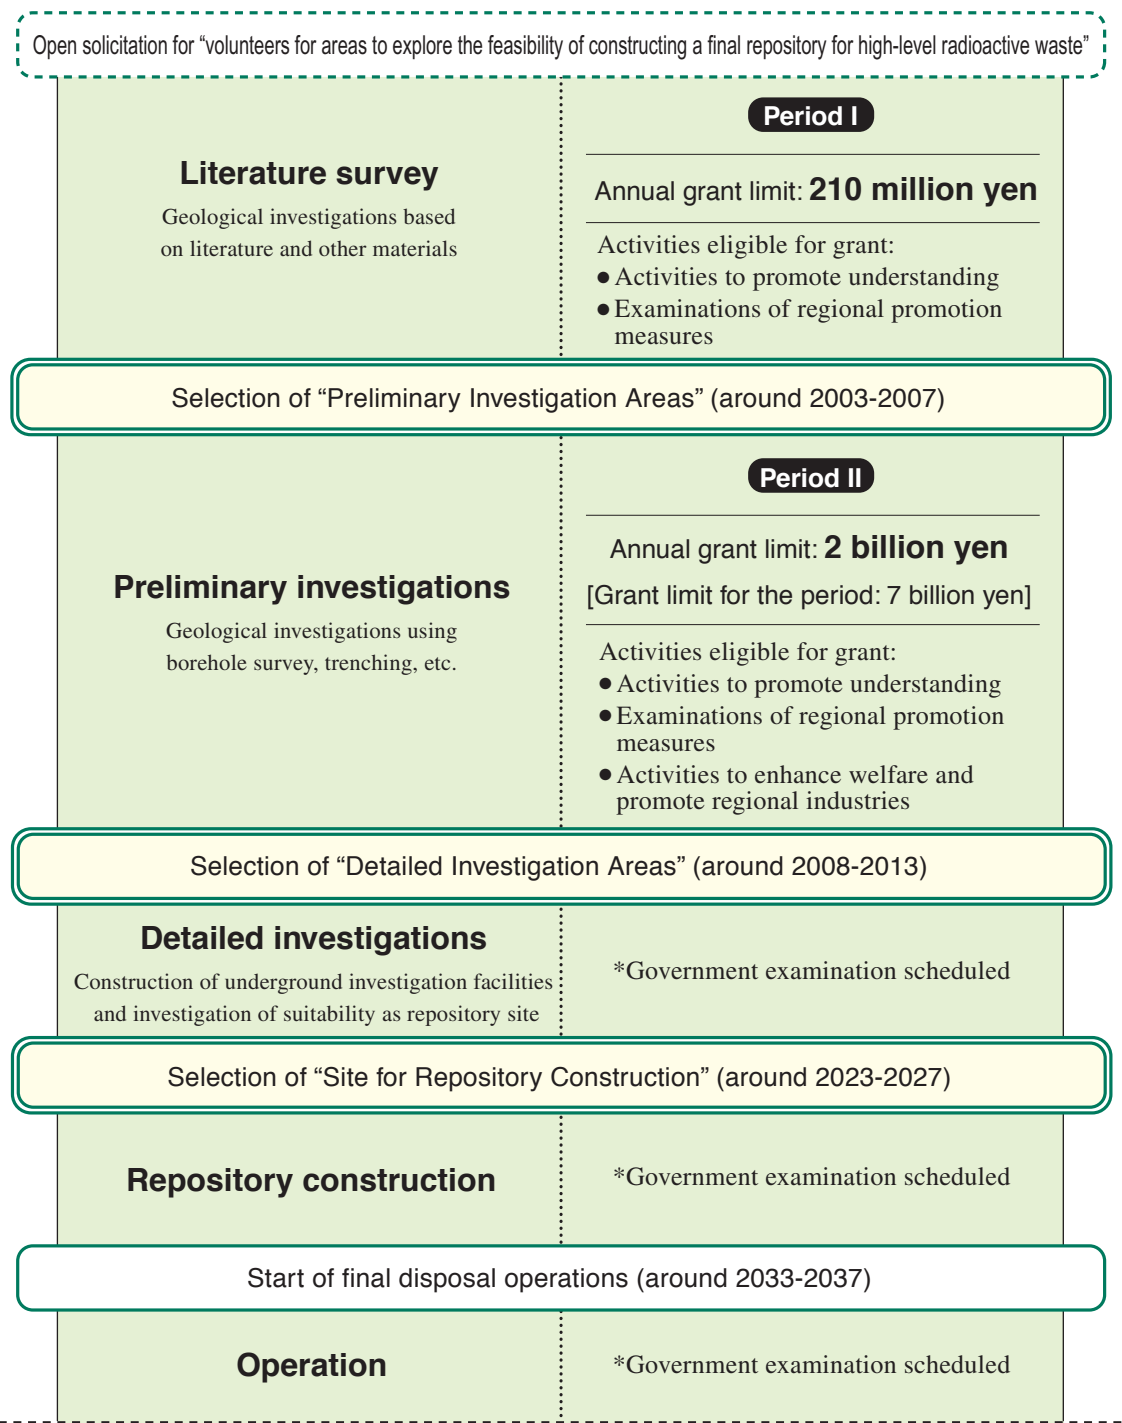 Open solicitation for “volunteers for areas to explore the feasibility of constructing a final repository for high-level radioactive waste”
Literature survey
Geological investigations based
on literature and other materials
Period I
Annual grant limit: 210 million yen
Activities eligible for grant:
● Activities to promote understanding
● Examinations of regional promotion
measures
Selection of “Preliminary Investigation Areas” (around 2003-2007)
Preliminary investigations
Geological investigations using
borehole survey, trenching, etc.
Period II
Annual grant limit: 2 billion yen
[Grant limit for the period: 7 billion yen]
Activities eligible for grant:
● Activities to promote understanding
● Examinations of regional promotion
measures
● Activities to enhance welfare and
promote regional industries
Selection of “Detailed Investigation Areas” (around 2008-2013)
Detailed investigations
Construction of underground investigation facilities
and investigation of suitability as repository site
*Government examination scheduled
Selection of “Site for Repository Construction” (around 2023-2027)
Repository construction
*Government examination scheduled
Start of final disposal operations (around 2033-2037)
Operation
*Government examination scheduled